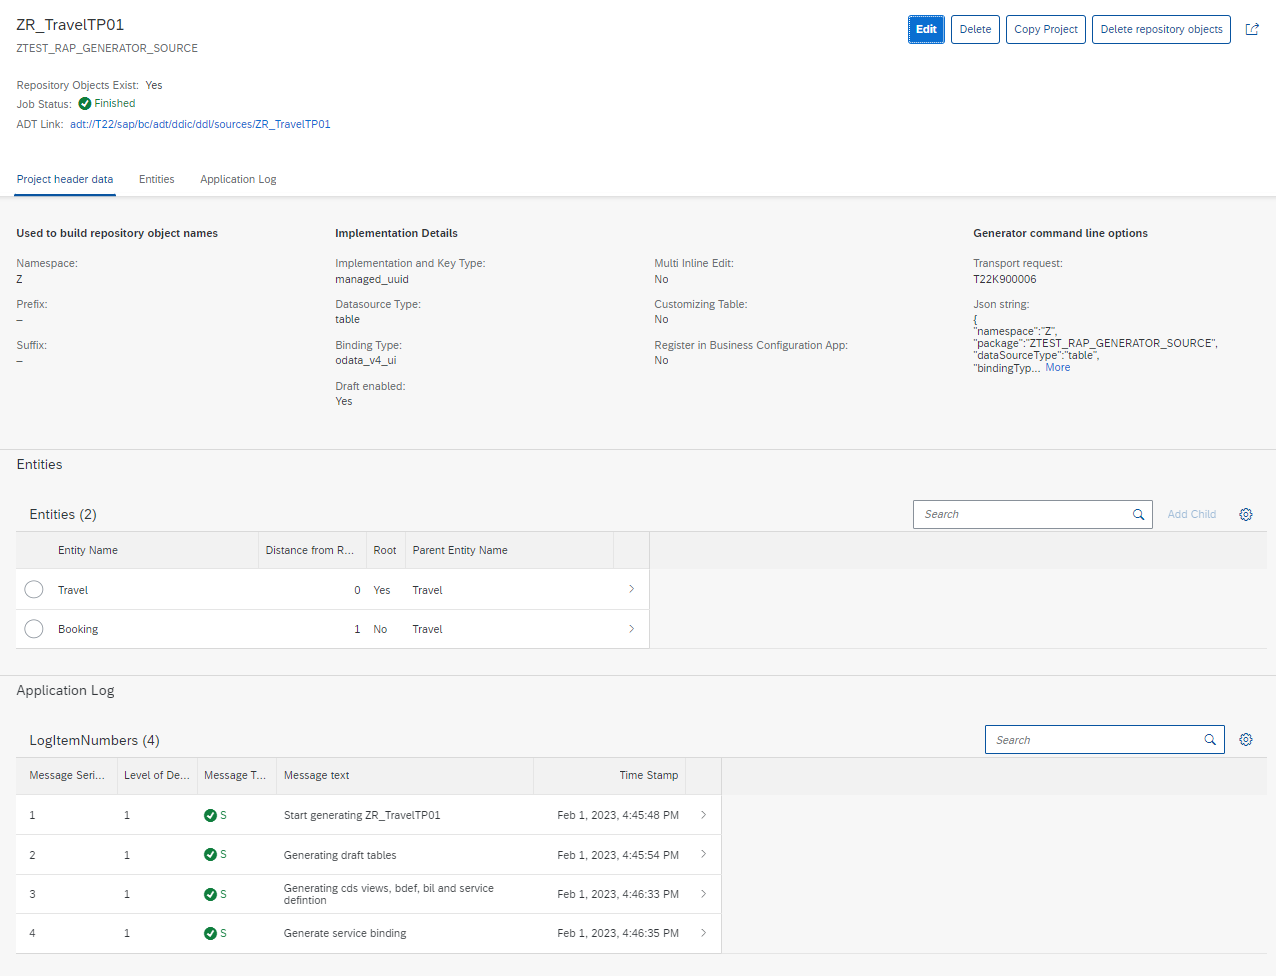 ZR_TravelTP01
Edit
Delete
Copy Project
Delete repository objects
ZTEST_RAP_GENERATOR_SOURCE
Repository Objects Exist: Yes
Job Status: Finished
ADT Link: adt://T22/sap/bc/adt/ddic/ddl/sources/ZR_TravelTP01
Project header data
Entities
Application Log
Used to build repository object names
Namespace:
Z
Prefix:
–
Suffix:
–
Implementation Details
Implementation and Key Type:
managed_uuid
Datasource Type:
table
Binding Type:
odata_v4_ui
Draft enabled:
Yes
Multi Inline Edit:
No
Customizing Table:
No
Register in Business Configuration App:
No
Generator command line options
Transport request:
T22K900006
Json string:
{
"namespace":"Z",
"package":"ZTEST_RAP_GENERATOR_SOURCE",
"dataSourceType":"table",
"bindingTyp... More
Entities
Entities (2)
Search
Add Child
Entity Name Distance from R... Root Parent Entity Name
Travel 0 Yes Travel
Booking 1 No Travel
Application Log
LogItemNumbers (4)
Search
Message Seri... Level of De... Message T... Message text Time Stamp
1 1 S Start generating ZR_TravelTP01 Feb 1, 2023, 4:45:48 PM
2 1 S Generating draft tables Feb 1, 2023, 4:45:54 PM
3 1 S Generating cds views, bdef, bil and service
defintion Feb 1, 2023, 4:46:33 PM
4 1 S Generate service binding Feb 1, 2023, 4:46:35 PM